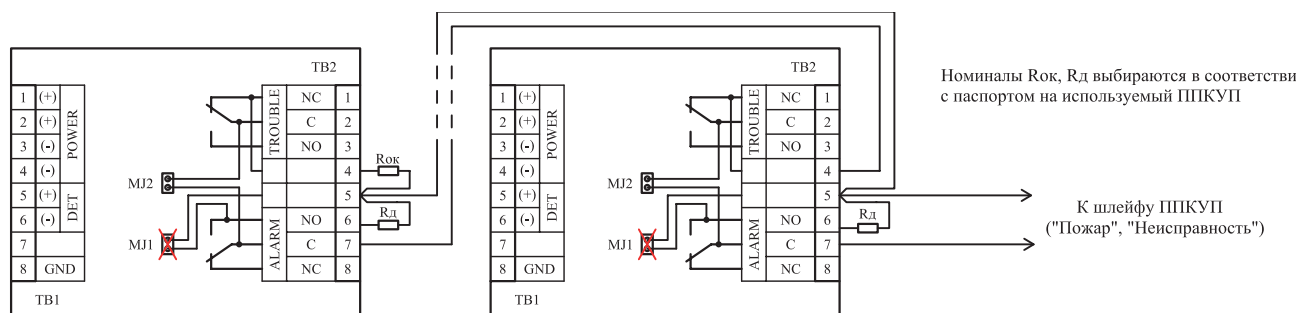 TB2
1 (+)
2 (+)
3 (-)
4 (-)
POWER
5 (+)
6 (-)
DET
7
8 GND
TB1
MJ2
MJ1
TROUBLE
NC 1
C 2
NO 3
4
5
ALARM
NO 6
C 7
NC 8
Rок
Rд
TB2
1 (+)
2 (+)
3 (-)
4 (-)
POWER
5 (+)
6 (-)
DET
7
8 GND
TB1
MJ2
MJ1
TROUBLE
NC 1
C 2
NO 3
4
5
ALARM
NO 6
C 7
NC 8
Rд
Номиналы Rок, Rд выбираются в соответстви
с паспортом на используемый ППКУП
К шлейфу ППКУП
("Пожар", "Неисправность")